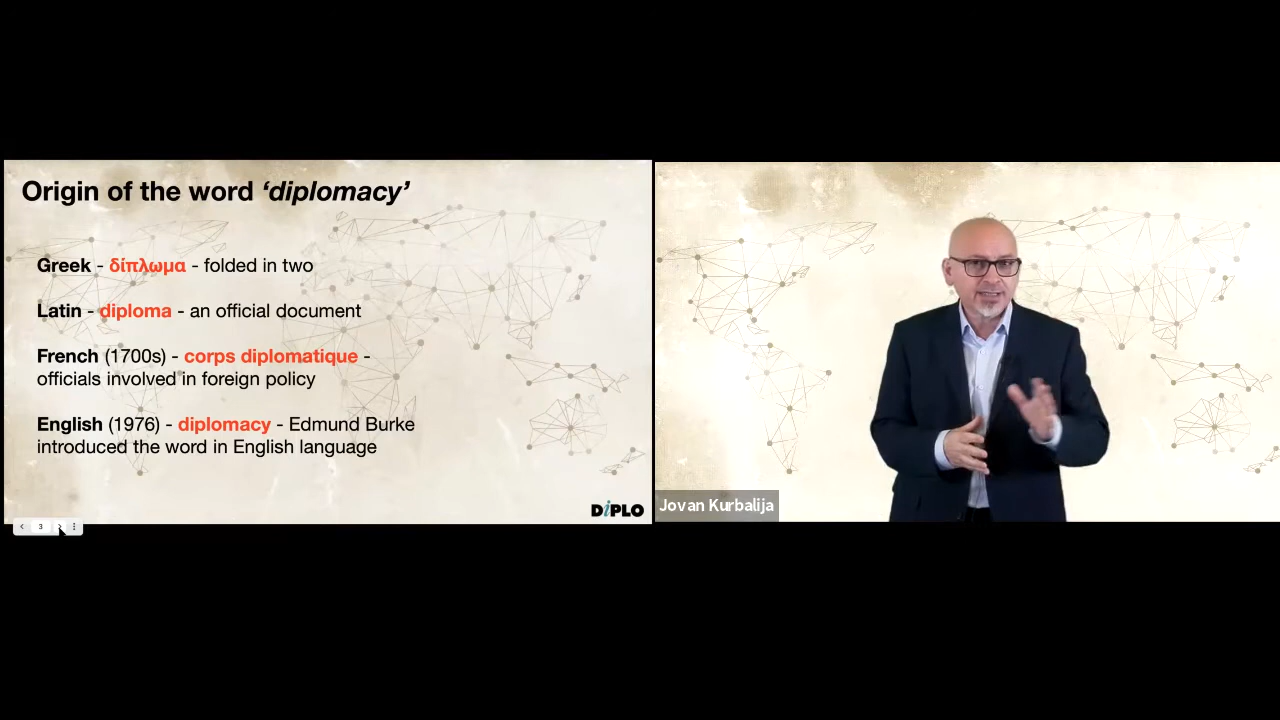 Origin of the word ‘diplomacy’
Greek - δίπλωμα - folded in two
Latin - diploma - an official document
French (1700s) - corps diplomatique -
officials involved in foreign policy
English (1976) - diplomacy - Edmund Burke
introduced the word in English language
DiPLO
3
Jovan Kurbalija